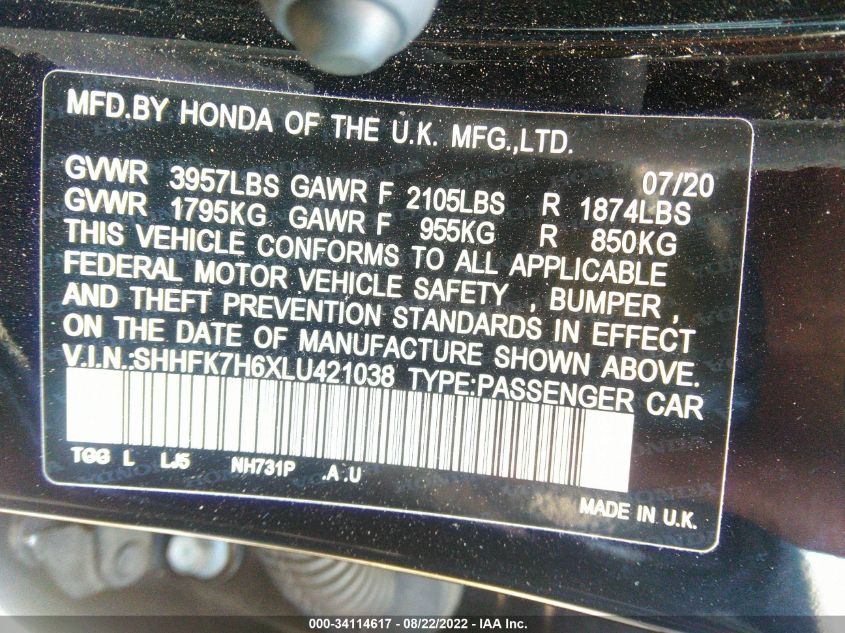 MFD.BY HONDA OF THE U.K. MFG.,LTD.
07/20
GVWR 3957LBS GAWR F 2105LBS R 1874LBS
GVWR 1795KG GAWR F 955KG R 850KG
THIS VEHICLE CONFORMS TO ALL APPLICABLE
FEDERAL MOTOR VEHICLE SAFETY , BUMPER ,
AND THEFT PREVENTION STANDARDS IN EFFECT
ON THE DATE OF MANUFACTURE SHOWN ABOVE.
V.I.N.:SHHFK7H6XLU421038 TYPE:PASSENGER CAR
TGG L LJ5 NH731P .A .U
MADE IN U.K.
000-34114617 - 08/22/2022 - IAA Inc.